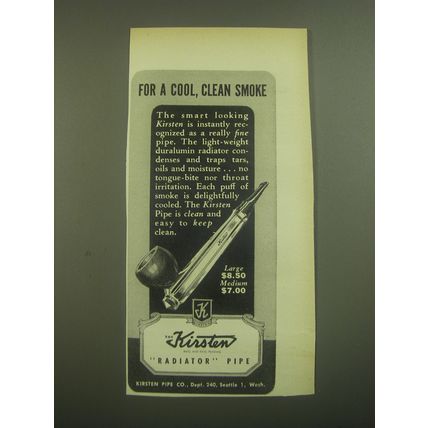 FOR A COOL, CLEAN SMOKE
The smart looking
Kirsten is instantly rec-
ognized as a really fine
pipe. The light-weight
duralumin radiator con-
denses and traps tars,
oils and moisture . . . no
tongue-bite nor throat
irritation. Each puff of
smoke is delightfully
cooled. The Kirsten
Pipe is clean and
easy to keep
clean.
Kirsten
Large
$8.50
Medium
$7.00
K
THE
Kirsten
"RADIATOR" PIPE
KIRSTEN PIPE CO., Dept. 240, Seattle 1, Wash.